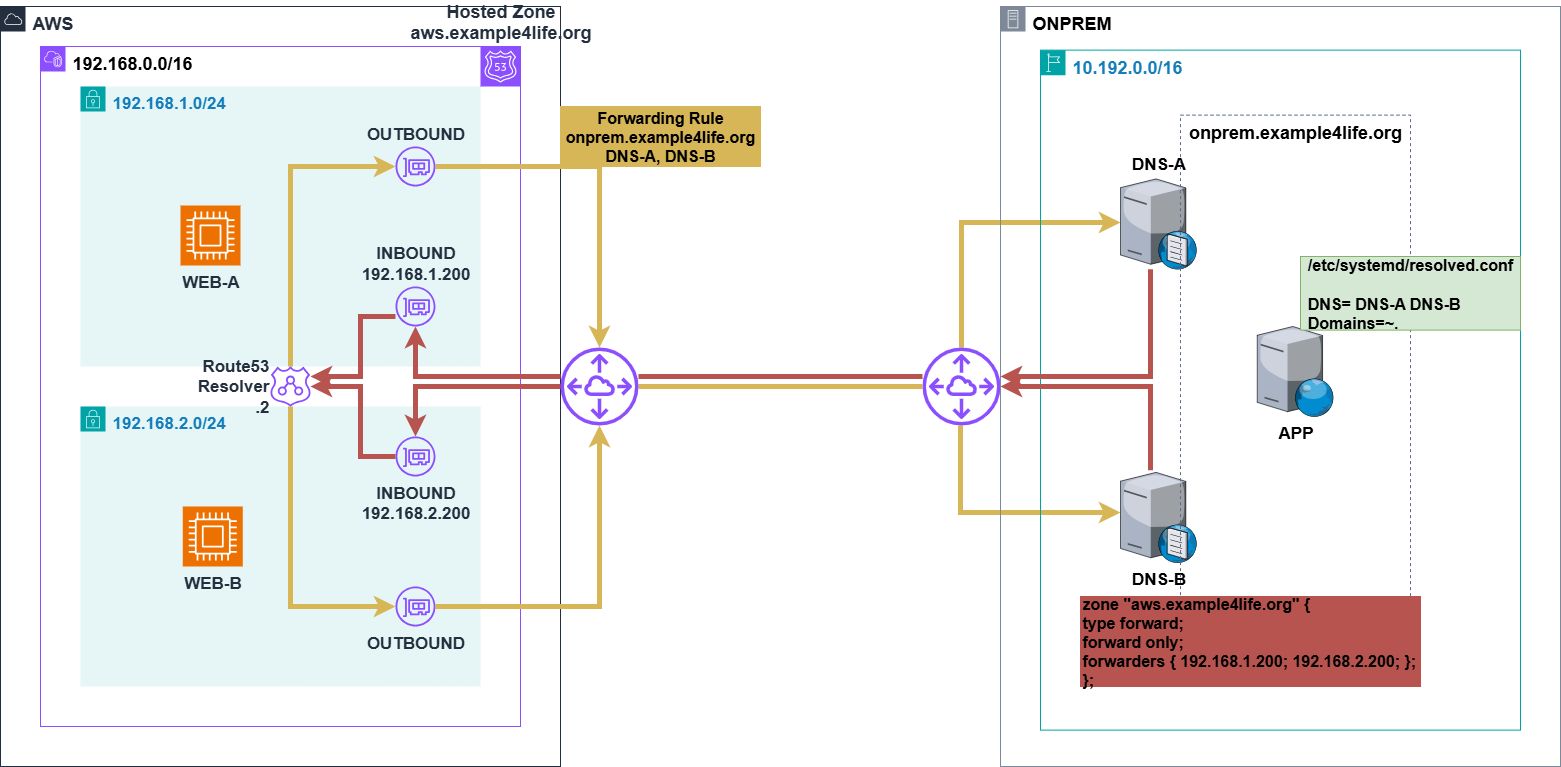 Hosted Zone
aws.example4life.org
AWS
53
192.168.0.0/16
192.168.1.0/24
OUTBOUND
WEB-A
INBOUND
192.168.1.200
Route53
Resolver
.2
192.168.2.0/24
INBOUND
192.168.2.200
WEB-B
OUTBOUND
Forwarding Rule
onprem.example4life.org
DNS-A, DNS-B
ONPREM
10.192.0.0/16
onprem.example4life.org
DNS-A
/etc/systemd/resolved.conf
DNS= DNS-A DNS-B
Domains=~.
APP
DNS-B
zone "aws.example4life.org" {
type forward;
forward only;
forwarders { 192.168.1.200; 192.168.2.200; };
};